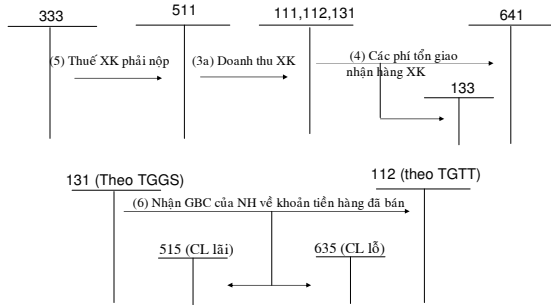 333
511
111,112,131
641
(5) Thuế XK phải nộp
(3a) Doanh thu XK
(4) Các phí tổn giao
nhận hàng XK
133
131 (Theo TGGS)
112 (theo TGTT)
(6) Nhận GBC của NH về khoản tiền hàng đã bán
515 (CL lãi)
635 (CL lỗ)